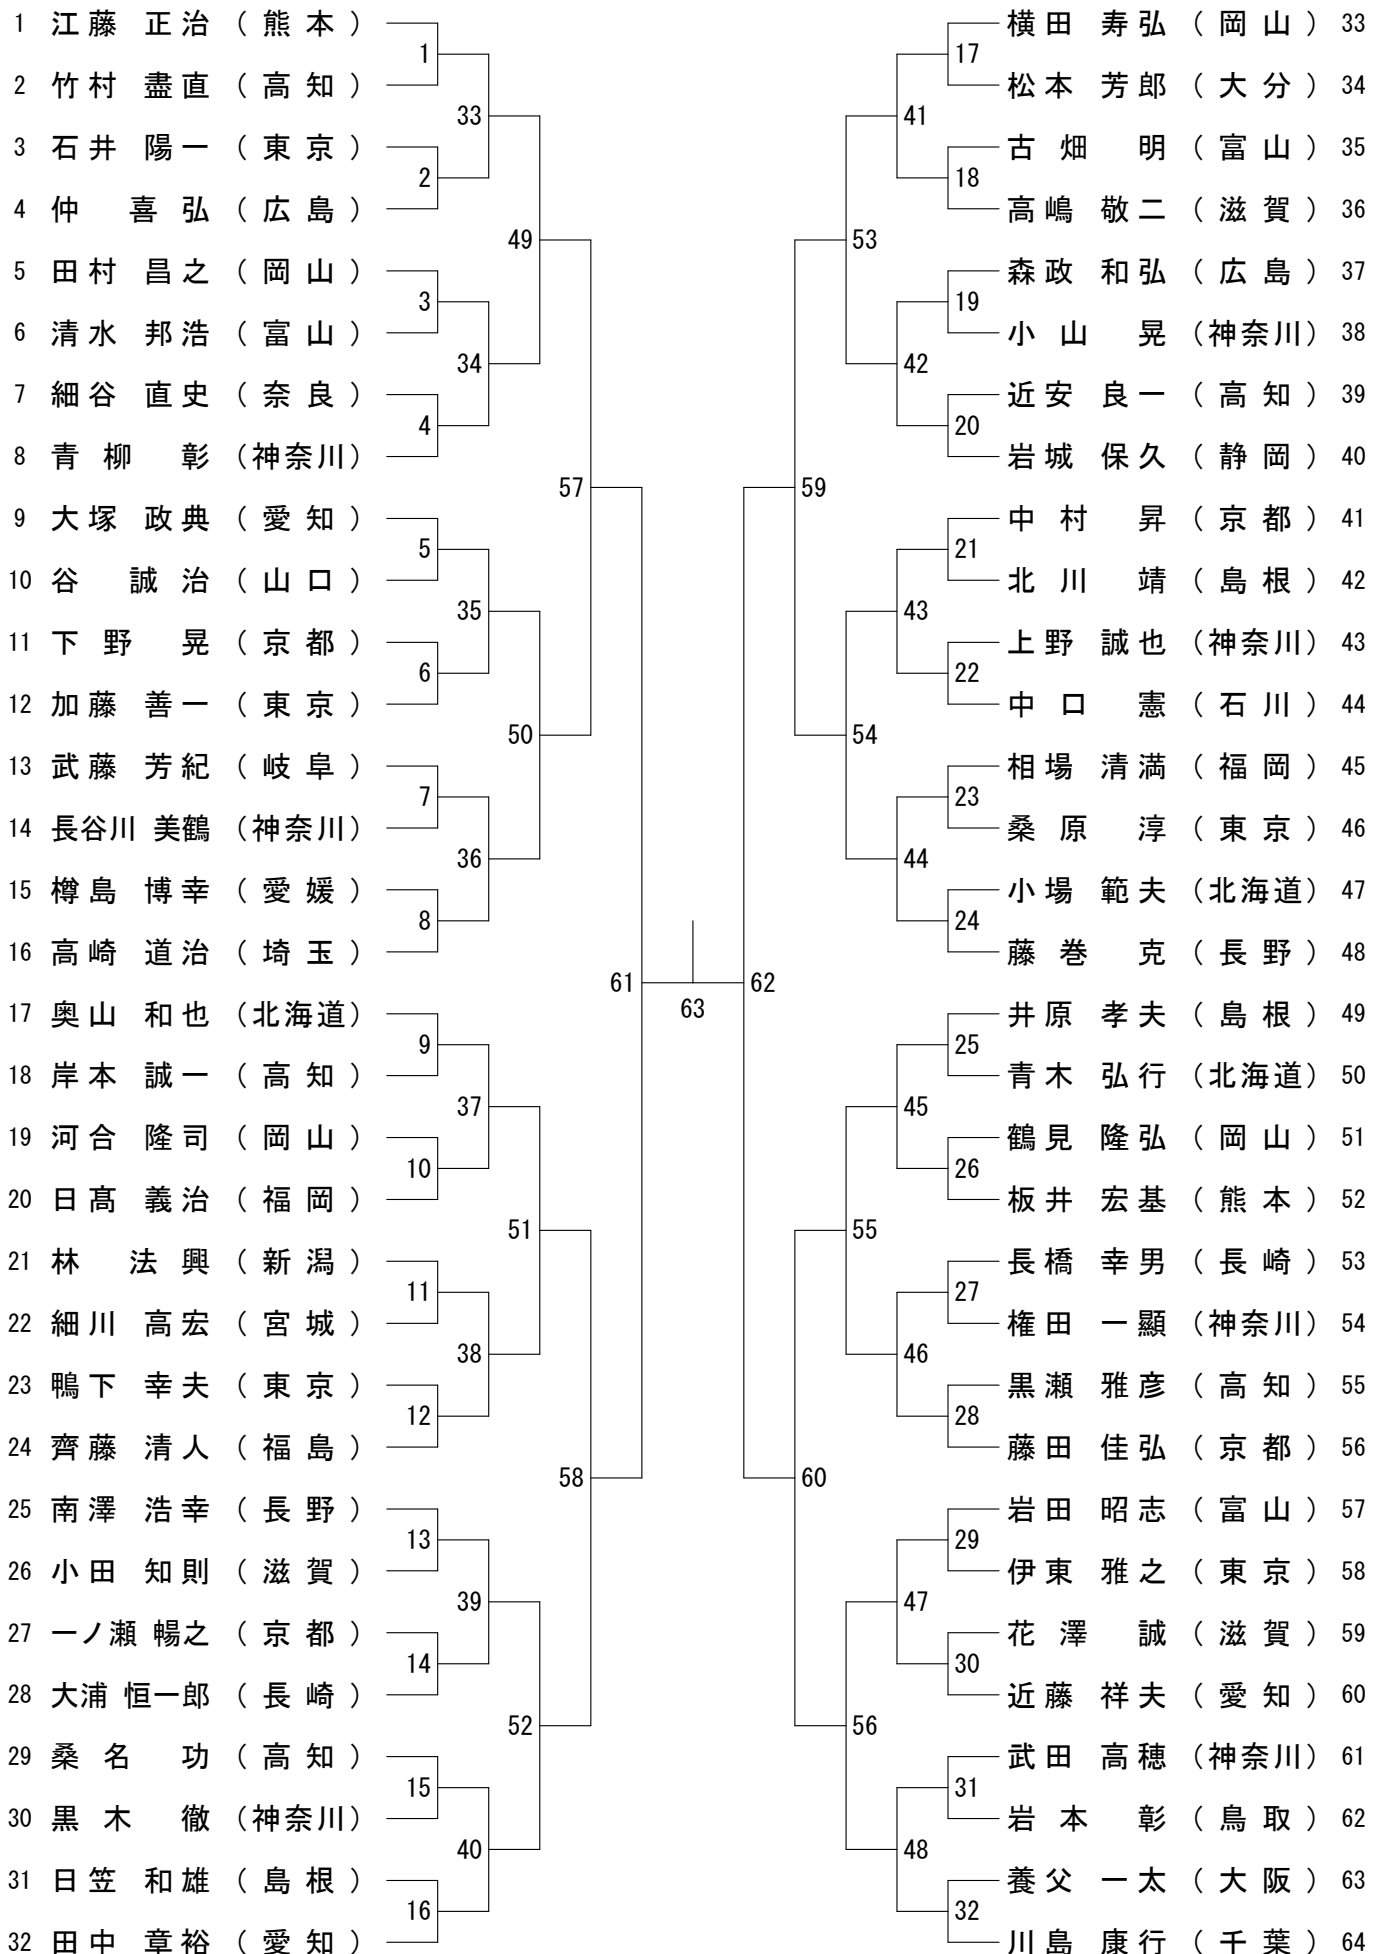 1 江藤 正治 （ 熊本 ）
2 竹村 盡直 （ 高知 ）
3 石井 陽一 （ 東京 ）
4 仲 喜弘 （ 広島 ）
5 田村 昌之 （ 岡山 ）
6 清水 邦浩 （ 富山 ）
7 細谷 直史 （ 奈良 ）
8 青柳 彰 （神奈川）
9 大塚 政典 （ 愛知 ）
10 谷 誠治 （ 山口 ）
11 下野 晃 （ 京都 ）
12 加藤 善一 （ 東京 ）
13 武藤 芳紀 （ 岐阜 ）
14 長谷川 美鶴 （神奈川）
15 樽島 博幸 （ 愛媛 ）
16 高崎 道治 （ 埼玉 ）
17 奥山 和也 （北海道）
18 岸本 誠一 （ 高知 ）
19 河合 隆司 （ 岡山 ）
20 日髙 義治 （ 福岡 ）
21 林 法興 （ 新潟 ）
22 細川 高宏 （ 宮城 ）
23 鴨下 幸夫 （ 東京 ）
24 齊藤 清人 （ 福島 ）
25 南澤 浩幸 （ 長野 ）
26 小田 知則 （ 滋賀 ）
27 一ノ瀬 暢之 （ 京都 ）
28 大浦 恒一郎 （ 長崎 ）
29 桑名 功 （ 高知 ）
30 黒木 徹 （神奈川）
31 日笠 和雄 （ 島根 ）
32 田中 章裕 （ 愛知 ）
1
2
3
4
5
6
7
8
9
10
11
12
13
14
15
16
33
34
35
36
37
38
39
40
49
50
51
52
57
58
61
63
62
59
60
53
54
55
56
41
42
43
44
45
46
47
48
17
18
19
20
21
22
23
24
25
26
27
28
29
30
31
32
横田 寿弘 （ 岡山 ） 33
松本 芳郎 （ 大分 ） 34
古畑 明 （ 富山 ） 35
高嶋 敬二 （ 滋賀 ） 36
森政 和弘 （ 広島 ） 37
小山 晃 （神奈川） 38
近安 良一 （ 高知 ） 39
岩城 保久 （ 静岡 ） 40
中村 昇 （ 京都 ） 41
北川 靖 （ 島根 ） 42
上野 誠也 （神奈川） 43
中口 憲 （ 石川 ） 44
相場 清満 （ 福岡 ） 45
桑原 淳 （ 東京 ） 46
小場 範夫 （北海道） 47
藤巻 克 （ 長野 ） 48
井原 孝夫 （ 島根 ） 49
青木 弘行 （北海道） 50
鶴見 隆弘 （ 岡山 ） 51
板井 宏基 （ 熊本 ） 52
長橋 幸男 （ 長崎 ） 53
権田 一顯 （神奈川） 54
黒瀬 雅彦 （ 高知 ） 55
藤田 佳弘 （ 京都 ） 56
岩田 昭志 （ 富山 ） 57
伊東 雅之 （ 東京 ） 58
花澤 誠 （ 滋賀 ） 59
近藤 祥夫 （ 愛知 ） 60
武田 高穂 （神奈川） 61
岩本 彰 （ 鳥取 ） 62
養父 一太 （ 大阪 ） 63
川島 康行 （ 千葉 ） 64